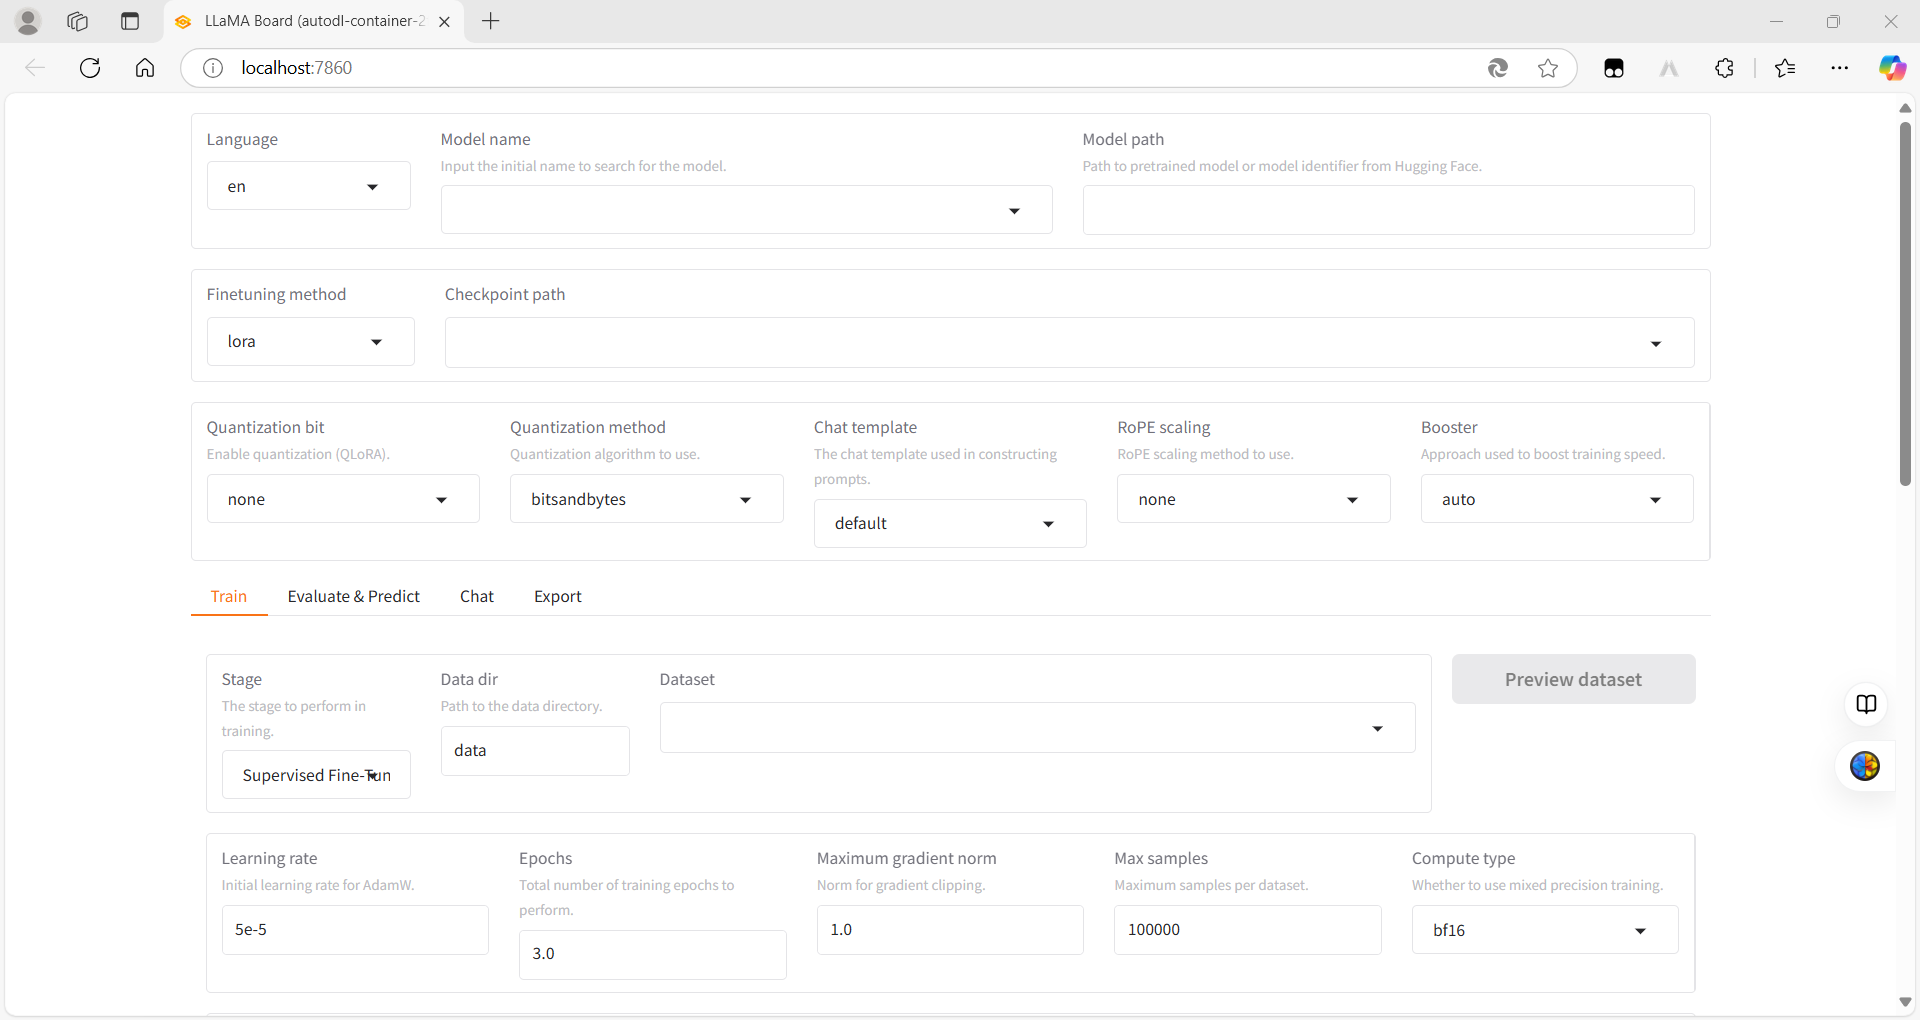 LLaMA Board (autodl-container-2
localhost:7860
Language
Model name
Model path
Input the initial name to search for the model.
Path to pretrained model or model identifier from Hugging Face.
en
Finetuning method
Checkpoint path
lora
Quantization bit
Quantization method
Chat template
RoPE scaling
Booster
Enable quantization (QLoRA).
Quantization algorithm to use.
The chat template used in constructing
prompts.
RoPE scaling method to use.
Approach used to boost training speed.
none
bitsandbytes
default
none
auto
Train
Evaluate & Predict
Chat
Export
Stage
Data dir
Dataset
Preview dataset
The stage to perform in
training.
Path to the data directory.
Supervised Fine-Tun
data
Learning rate
Epochs
Maximum gradient norm
Max samples
Compute type
Initial learning rate for AdamW.
Total number of training epochs to
perform.
Norm for gradient clipping.
Maximum samples per dataset.
Whether to use mixed precision training.
5e-5
3.0
1.0
100000
bf16